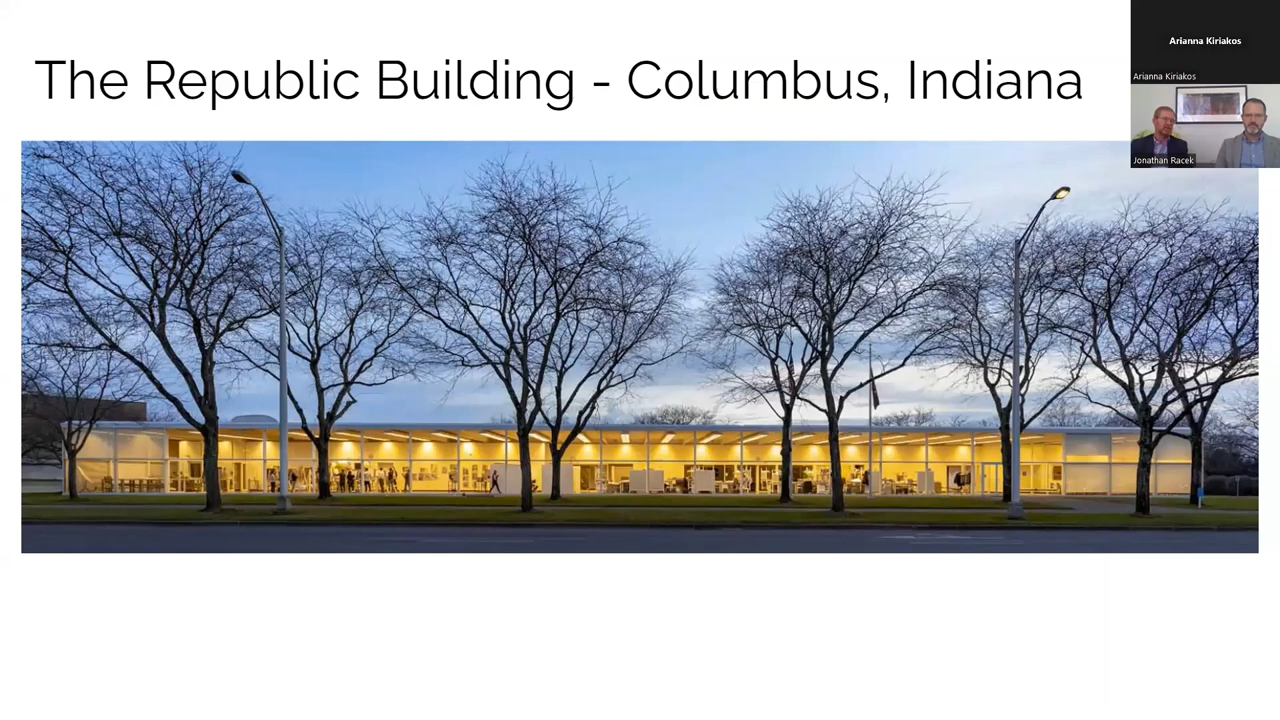 The Republic Building - Columbus, Indiana
Arianna Kiriakos
Arianna Kiriakos
Jonathan Racek